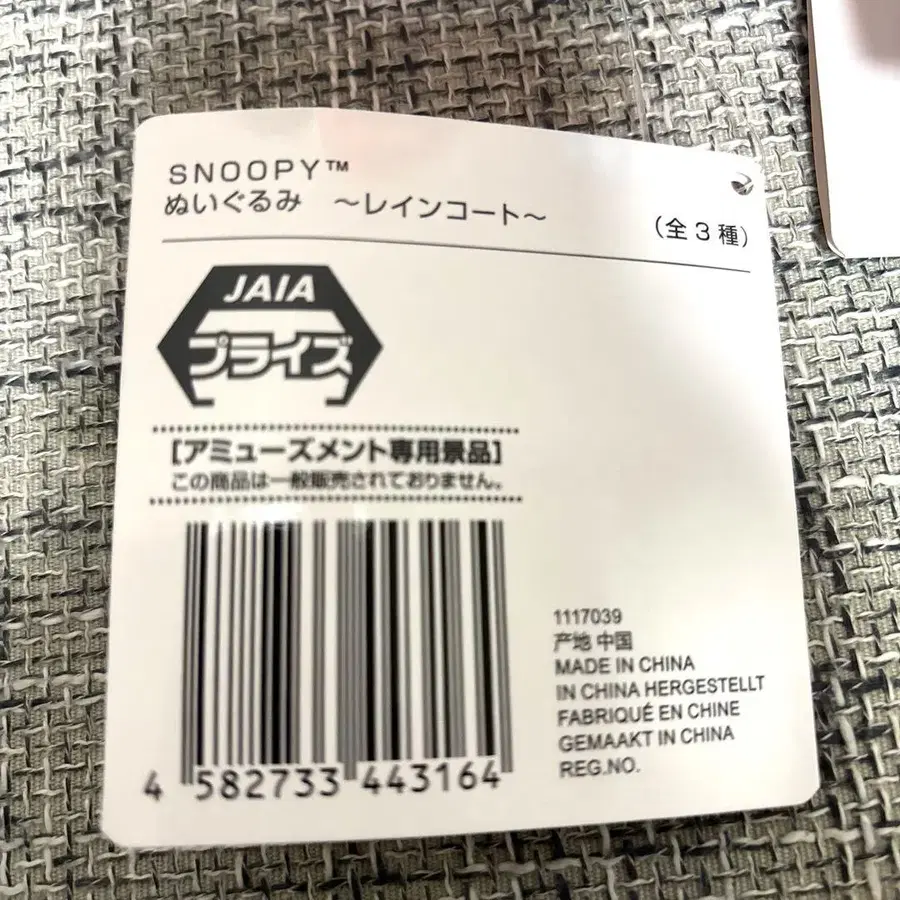 SNOOPY™
ぬいぐるみ ～レインコート～
（全3種）
JAIA
プライズ
［アミューズメント専用景品］
この商品は一般販売されておりません。
4 582733 443164
1117039
产地 中国
MADE IN CHINA
IN CHINA HERGESTELLT
FABRIQUÉ EN CHINE
GEMAAKT IN CHINA
REG.NO.